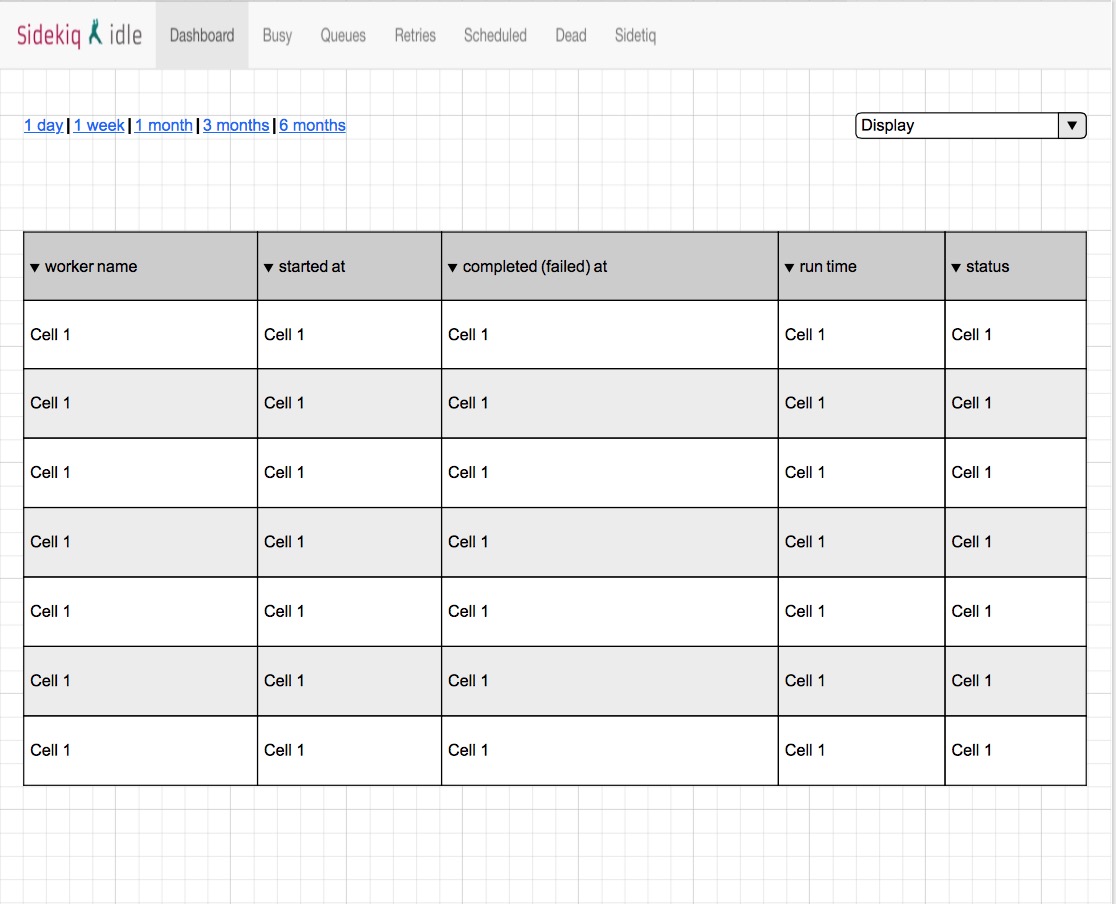 Sidekiq idle Dashboard Busy Queues Retries Scheduled Dead Sidetiq
1 day | 1 week | 1 month | 3 months | 6 months Display ▼
▼ worker name ▼ started at ▼ completed (failed) at ▼ run time ▼ status
Cell 1 Cell 1 Cell 1 Cell 1 Cell 1
Cell 1 Cell 1 Cell 1 Cell 1 Cell 1
Cell 1 Cell 1 Cell 1 Cell 1 Cell 1
Cell 1 Cell 1 Cell 1 Cell 1 Cell 1
Cell 1 Cell 1 Cell 1 Cell 1 Cell 1
Cell 1 Cell 1 Cell 1 Cell 1 Cell 1
Cell 1 Cell 1 Cell 1 Cell 1 Cell 1